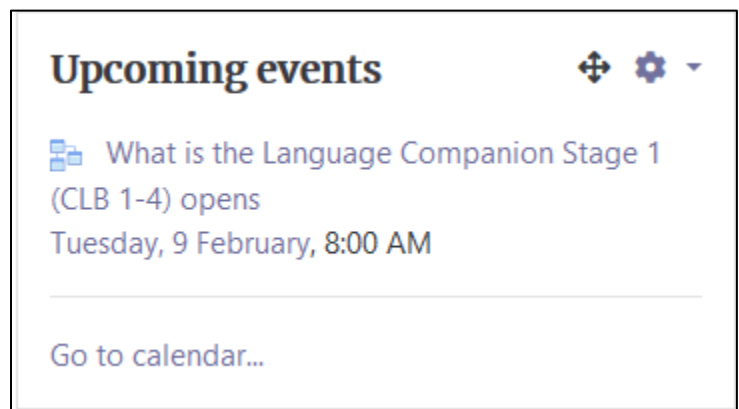 Upcoming events
What is the Language Companion Stage 1
(CLB 1-4) opens
Tuesday, 9 February, 8:00 AM
Go to calendar...